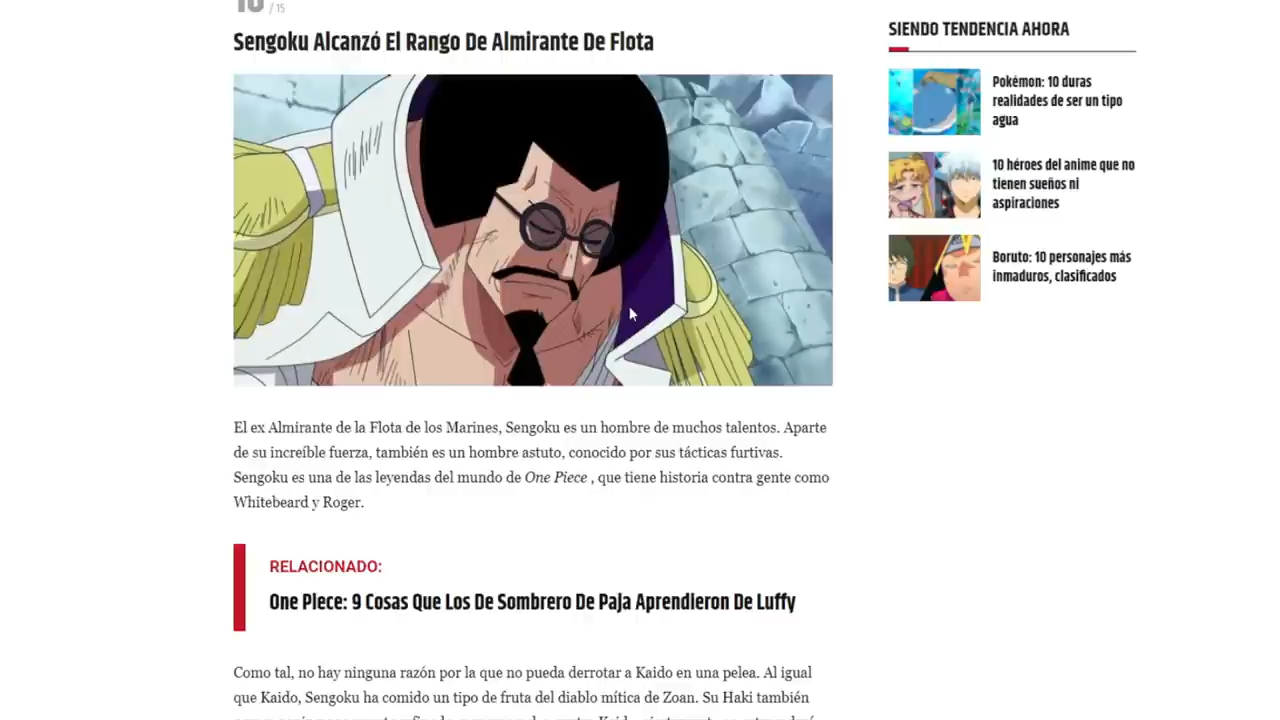 / 15
Sengoku Alcanzó El Rango De Almirante De Flota
El ex Almirante de la Flota de los Marines, Sengoku es un hombre de muchos talentos. Aparte
de su increíble fuerza, también es un hombre astuto, conocido por sus tácticas furtivas.
Sengoku es una de las leyendas del mundo de One Piece , que tiene historia contra gente como
Whitebeard y Roger.
RELACIONADO:
One Piece: 9 Cosas Que Los De Sombrero De Paja Aprendieron De Luffy
Como tal, no hay ninguna razón por la que no pueda derrotar a Kaido en una pelea. Al igual
que Kaido, Sengoku ha comido un tipo de fruta del diablo mítica de Zoan. Su Haki también
SIENDO TENDENCIA AHORA
Pokémon: 10 duras
realidades de ser un tipo
agua
10 héroes del anime que no
tienen sueños ni
aspiraciones
Boruto: 10 personajes más
inmaduros, clasificados